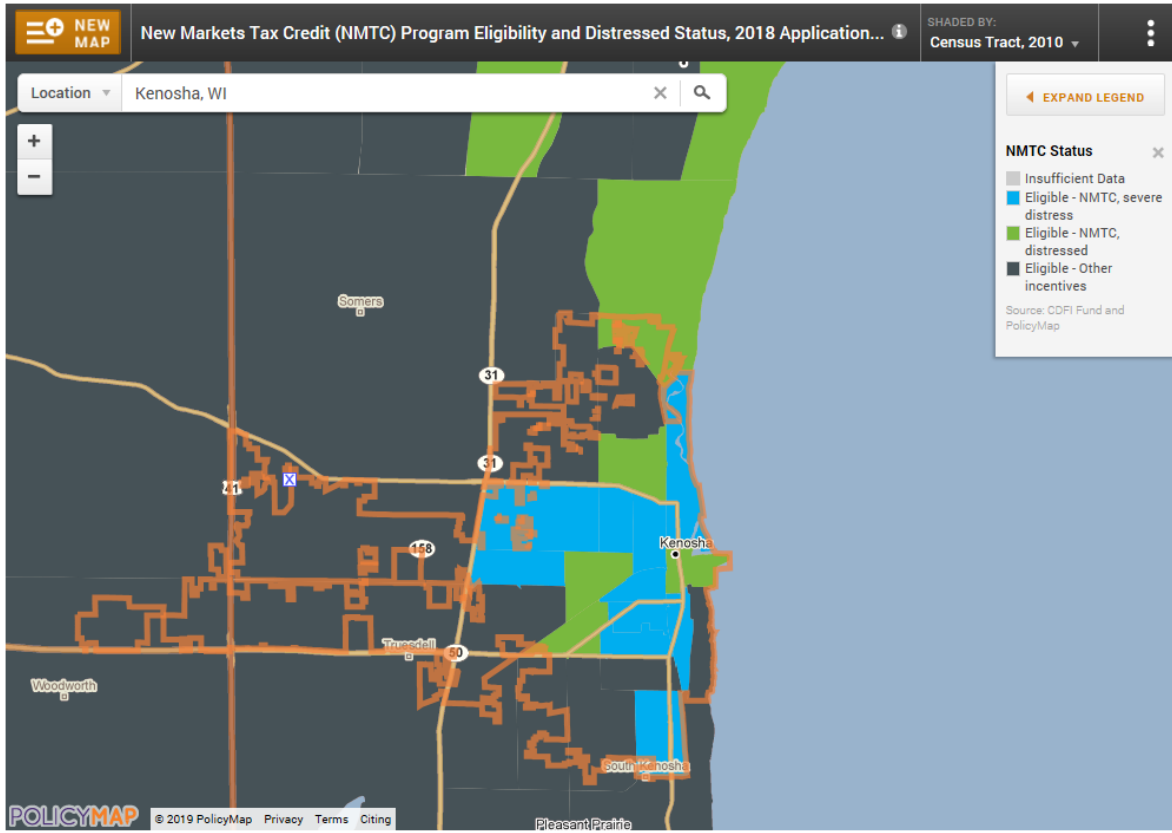 NEW
MAP
New Markets Tax Credit (NMTC) Program Eligibility and Distressed Status, 2018 Application...
SHADED BY:
Census Tract, 2010
Location
Kenosha, WI
+
−
EXPAND LEGEND
NMTC Status
Insufficient Data
Eligible - NMTC, severe
distress
Eligible - NMTC,
distressed
Eligible - Other
incentives
Source: CDFI Fund and
PolicyMap
Somers
31
31
41
158
Kenosha
Truesdell
50
Woodworth
South Kenosha
Pleasant Prairie
POLICYMAP
© 2019 PolicyMap Privacy Terms Citing